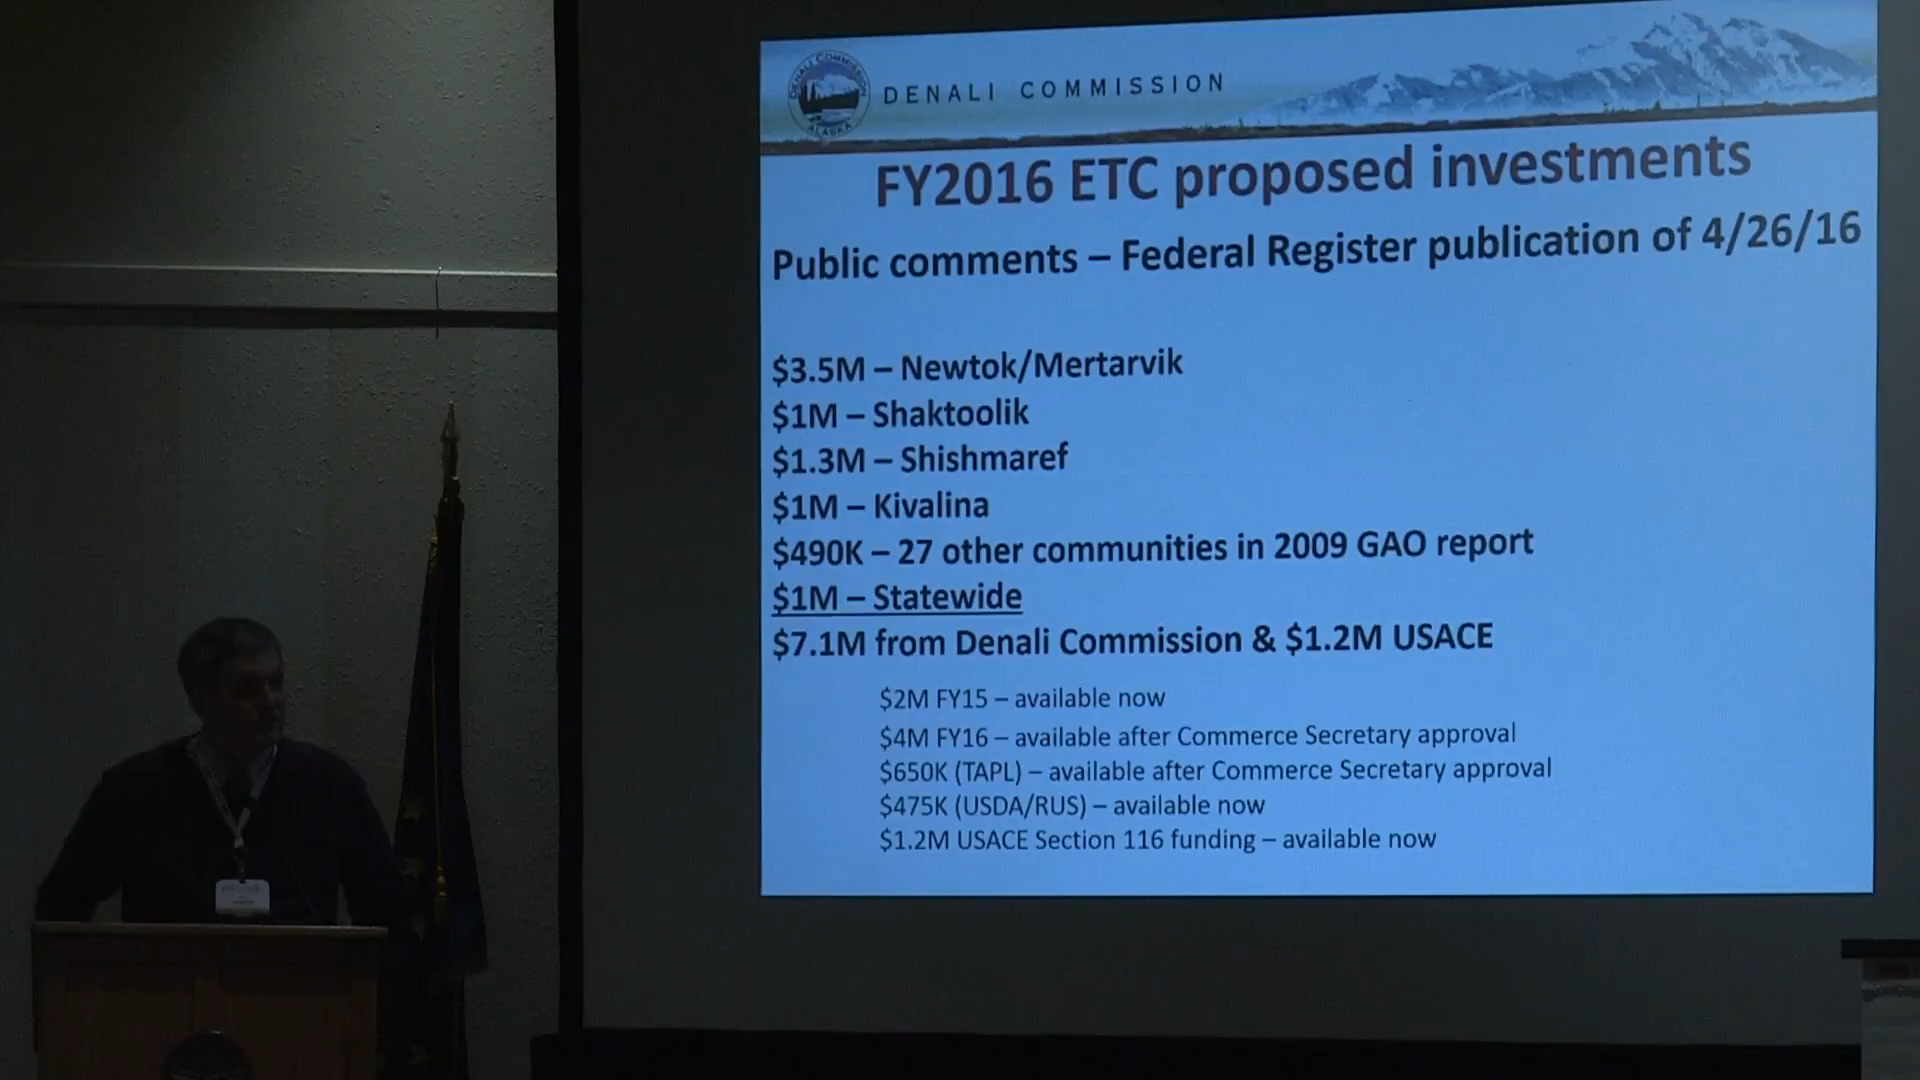 DENALI COMMISSION
ALASKA
DENALI COMMISSION
FY2016 ETC proposed investments
Public comments – Federal Register publication of 4/26/16
$3.5M – Newtok/Mertarvik
$1M – Shaktoolik
$1.3M – Shishmaref
$1M – Kivalina
$490K – 27 other communities in 2009 GAO report
$1M – Statewide
$7.1M from Denali Commission & $1.2M USACE
$2M FY15 – available now
$4M FY16 – available after Commerce Secretary approval
$650K (TAPL) – available after Commerce Secretary approval
$475K (USDA/RUS) – available now
$1.2M USACE Section 116 funding – available now